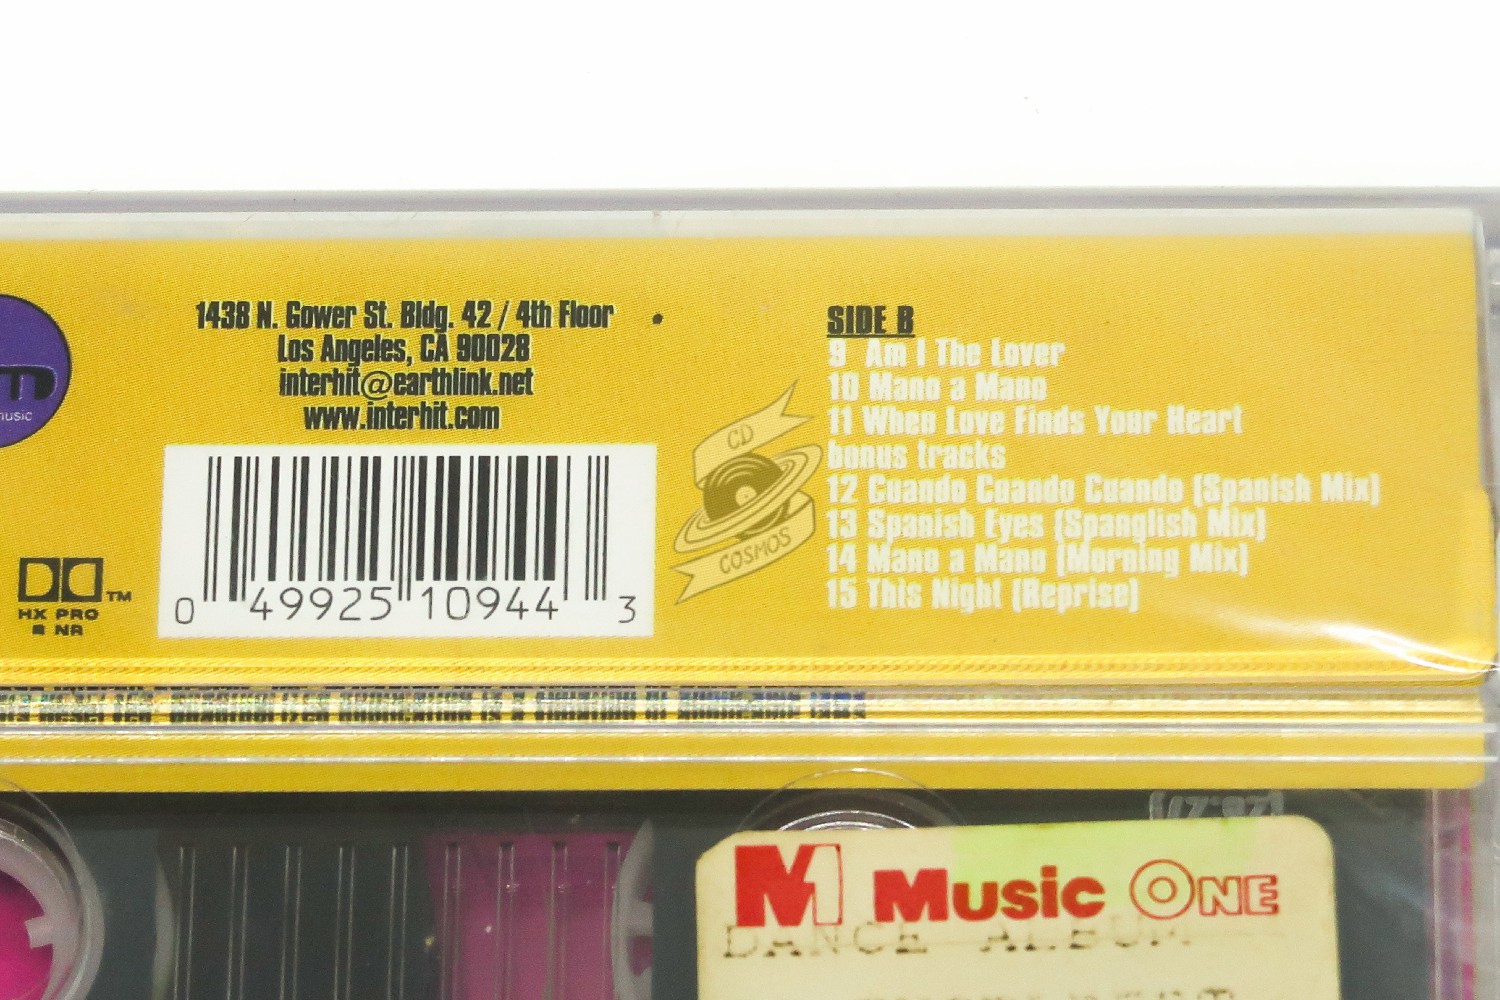 1438 N. Gower St. Bldg. 42 / 4th Floor
Los Angeles, CA 90028
interhit@earthlink.net
www.interhit.com
music
HX PRO
NR
TM
0 49925 10944 3
CD
COSMOS
SIDE B
9 Am I The Lover
10 Mano a Mano
11 When Love Finds Your Heart
bonus tracks
12 Cuando Cuando Cuando (Spanish Mix)
13 Spanish Eyes (Spanglish Mix)
14 Mano a Mano (Morning Mix)
15 This Night (Reprise)
M1 Music One
DANCE ALBUM